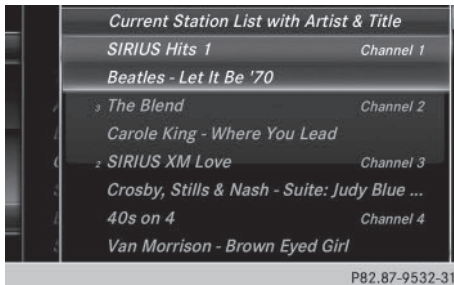 Current Station List with Artist & Title
SIRIUS Hits 1 Channel 1
Beatles - Let It Be '70
3 The Blend Channel 2
Carole King - Where You Lead
2 SIRIUS XM Love Channel 3
Crosby, Stills & Nash - Suite: Judy Blue ...
40s on 4 Channel 4
Van Morrison - Brown Eyed Girl
P82.87-9532-31